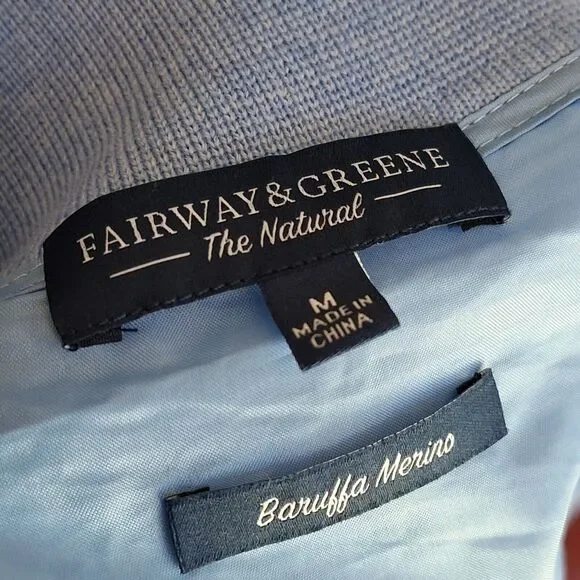 FAIRWAY & GREENE
The Natural
M
MADE IN
CHINA
Baruffa Merino